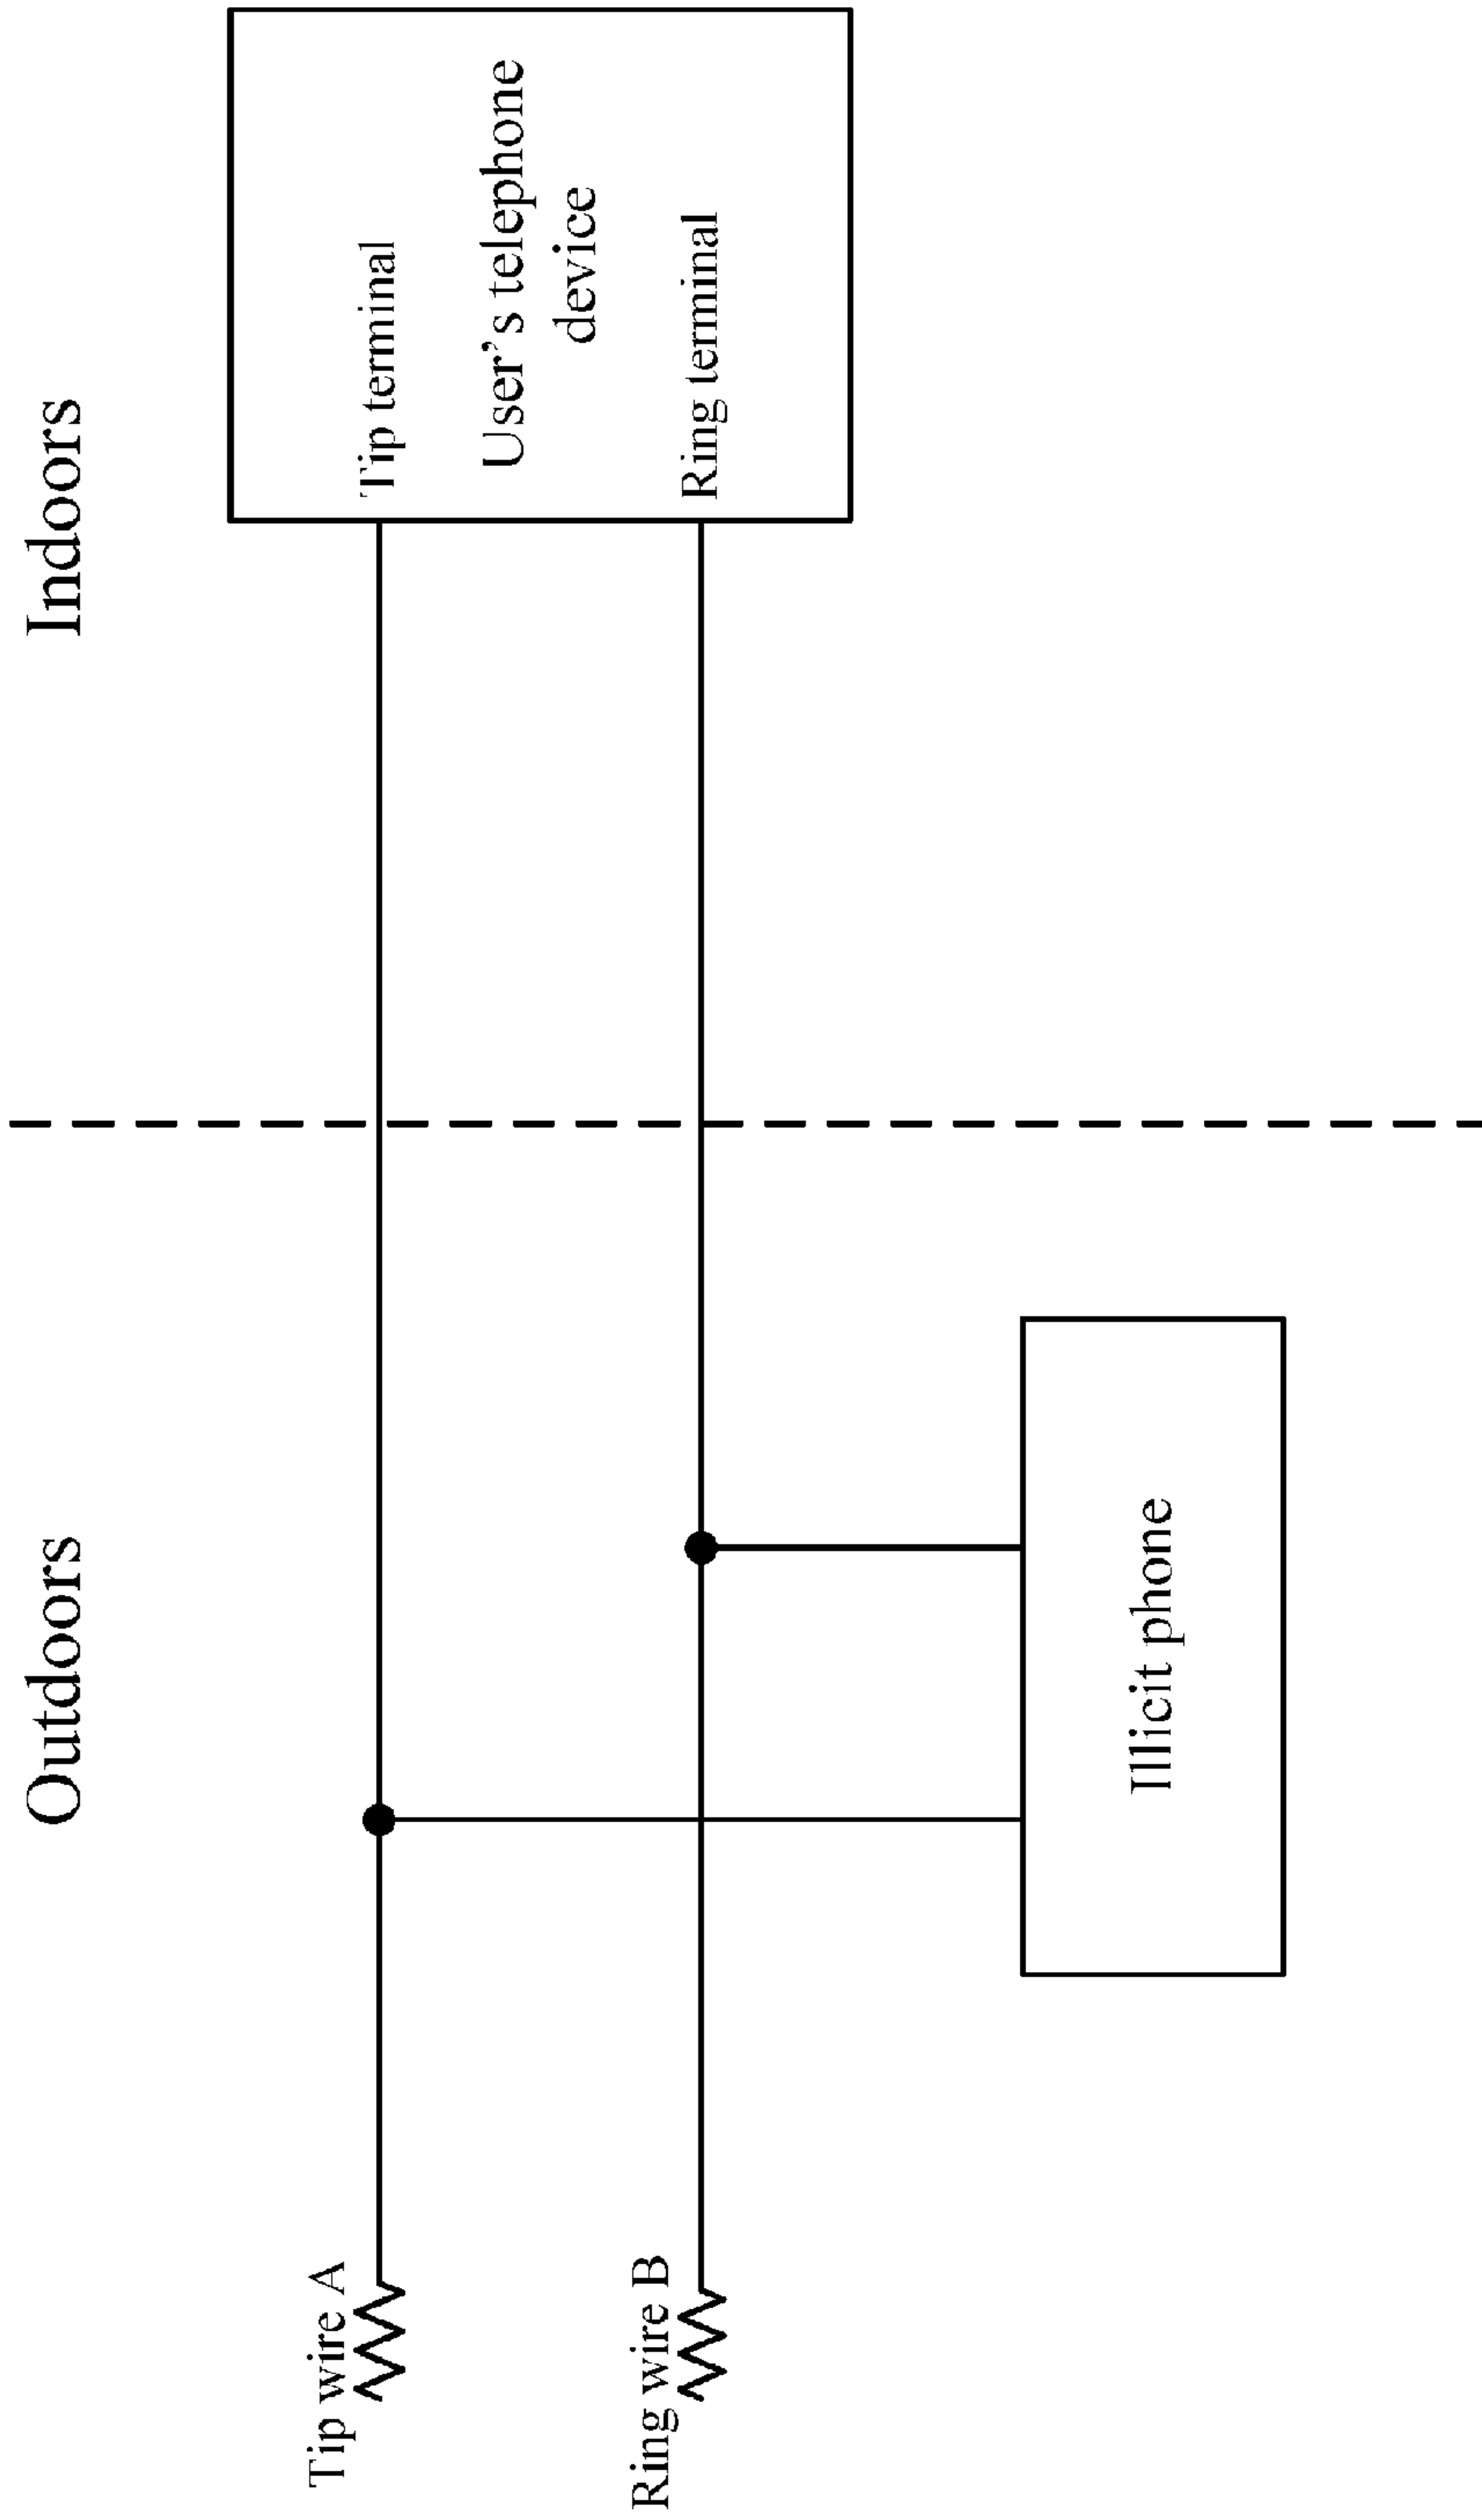 Outdoors
Indoors
Tip wire A
Tip terminal
User's telephone
device
Ring wire B
Ring terminal
Illicit phone